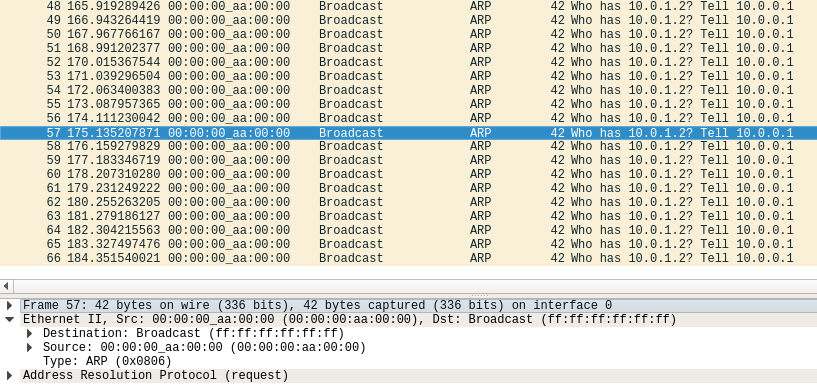 48 165.919289426 00:00:00_aa:00:00 Broadcast ARP 42 Who has 10.0.1.2? Tell 10.0.0.1
49 166.943264419 00:00:00_aa:00:00 Broadcast ARP 42 Who has 10.0.1.2? Tell 10.0.0.1
50 167.967766167 00:00:00_aa:00:00 Broadcast ARP 42 Who has 10.0.1.2? Tell 10.0.0.1
51 168.991202377 00:00:00_aa:00:00 Broadcast ARP 42 Who has 10.0.1.2? Tell 10.0.0.1
52 170.015367544 00:00:00_aa:00:00 Broadcast ARP 42 Who has 10.0.1.2? Tell 10.0.0.1
53 171.039296504 00:00:00_aa:00:00 Broadcast ARP 42 Who has 10.0.1.2? Tell 10.0.0.1
54 172.063400383 00:00:00_aa:00:00 Broadcast ARP 42 Who has 10.0.1.2? Tell 10.0.0.1
55 173.087957365 00:00:00_aa:00:00 Broadcast ARP 42 Who has 10.0.1.2? Tell 10.0.0.1
56 174.111230042 00:00:00_aa:00:00 Broadcast ARP 42 Who has 10.0.1.2? Tell 10.0.0.1
57 175.135207871 00:00:00_aa:00:00 Broadcast ARP 42 Who has 10.0.1.2? Tell 10.0.0.1
58 176.159279829 00:00:00_aa:00:00 Broadcast ARP 42 Who has 10.0.1.2? Tell 10.0.0.1
59 177.183346719 00:00:00_aa:00:00 Broadcast ARP 42 Who has 10.0.1.2? Tell 10.0.0.1
60 178.207310280 00:00:00_aa:00:00 Broadcast ARP 42 Who has 10.0.1.2? Tell 10.0.0.1
61 179.231249222 00:00:00_aa:00:00 Broadcast ARP 42 Who has 10.0.1.2? Tell 10.0.0.1
62 180.255263205 00:00:00_aa:00:00 Broadcast ARP 42 Who has 10.0.1.2? Tell 10.0.0.1
63 181.279186127 00:00:00_aa:00:00 Broadcast ARP 42 Who has 10.0.1.2? Tell 10.0.0.1
64 182.304215563 00:00:00_aa:00:00 Broadcast ARP 42 Who has 10.0.1.2? Tell 10.0.0.1
65 183.327497476 00:00:00_aa:00:00 Broadcast ARP 42 Who has 10.0.1.2? Tell 10.0.0.1
66 184.351540021 00:00:00_aa:00:00 Broadcast ARP 42 Who has 10.0.1.2? Tell 10.0.0.1
Frame 57: 42 bytes on wire (336 bits), 42 bytes captured (336 bits) on interface 0
Ethernet II, Src: 00:00:00_aa:00:00 (00:00:00:aa:00:00), Dst: Broadcast (ff:ff:ff:ff:ff:ff)
Destination: Broadcast (ff:ff:ff:ff:ff:ff)
Source: 00:00:00_aa:00:00 (00:00:00:aa:00:00)
Type: ARP (0x0806)
Address Resolution Protocol (request)